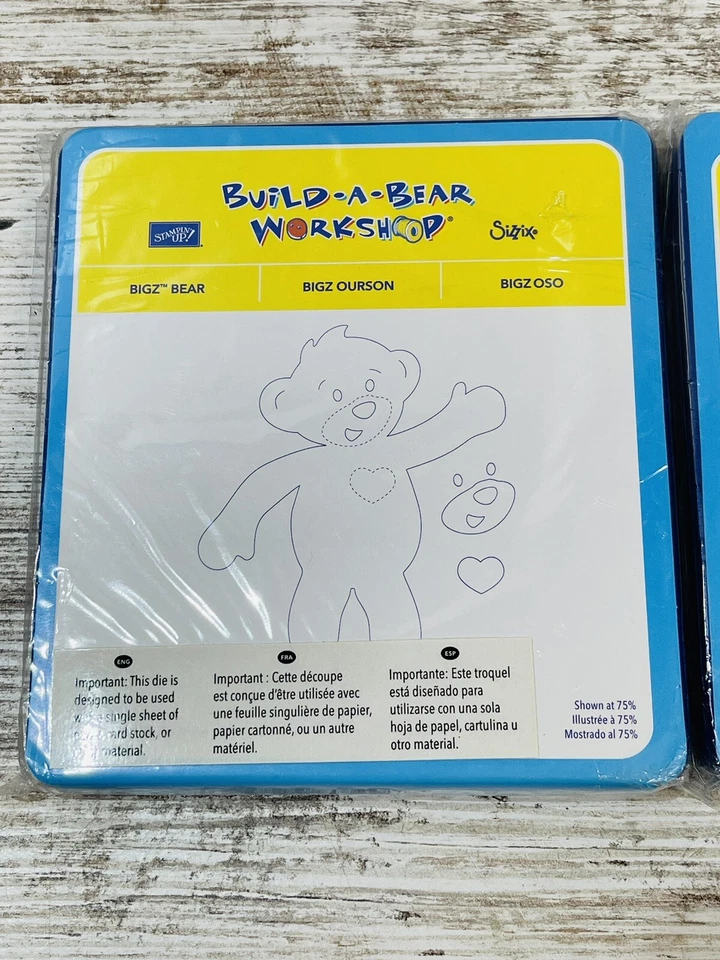 BUILD-A-BEAR
WORKSHOP®
STAMPIN'
UP!
Sizzix®
BIGZ™ BEAR
BIGZ OURSON
BIGZ OSO
ENG
Important: This die is
designed to be used
single sheet of
stock, or
material.
FRA
Important : Cette découpe
est conçue d'être utilisée avec
une feuille singulière de papier,
papier cartonné, ou un autre
matériel.
ESP
Importante: Este troquel
está diseñado para
utilizarse con una sola
hoja de papel, cartulina u
otro material.
Shown at 75%
Illustrée à 75%
Mostrado al 75%